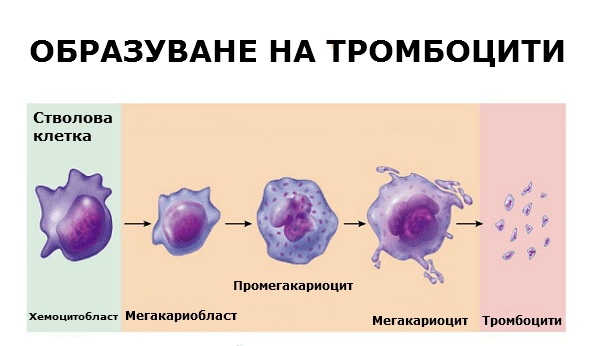 ОБРАЗУВАНЕ НА ТРОМБОЦИТИ
Стволова
клетка
Промегакариоцит
Хемоцитобласт
Мегакариобласт
Мегакариоцит
Тромбоцити